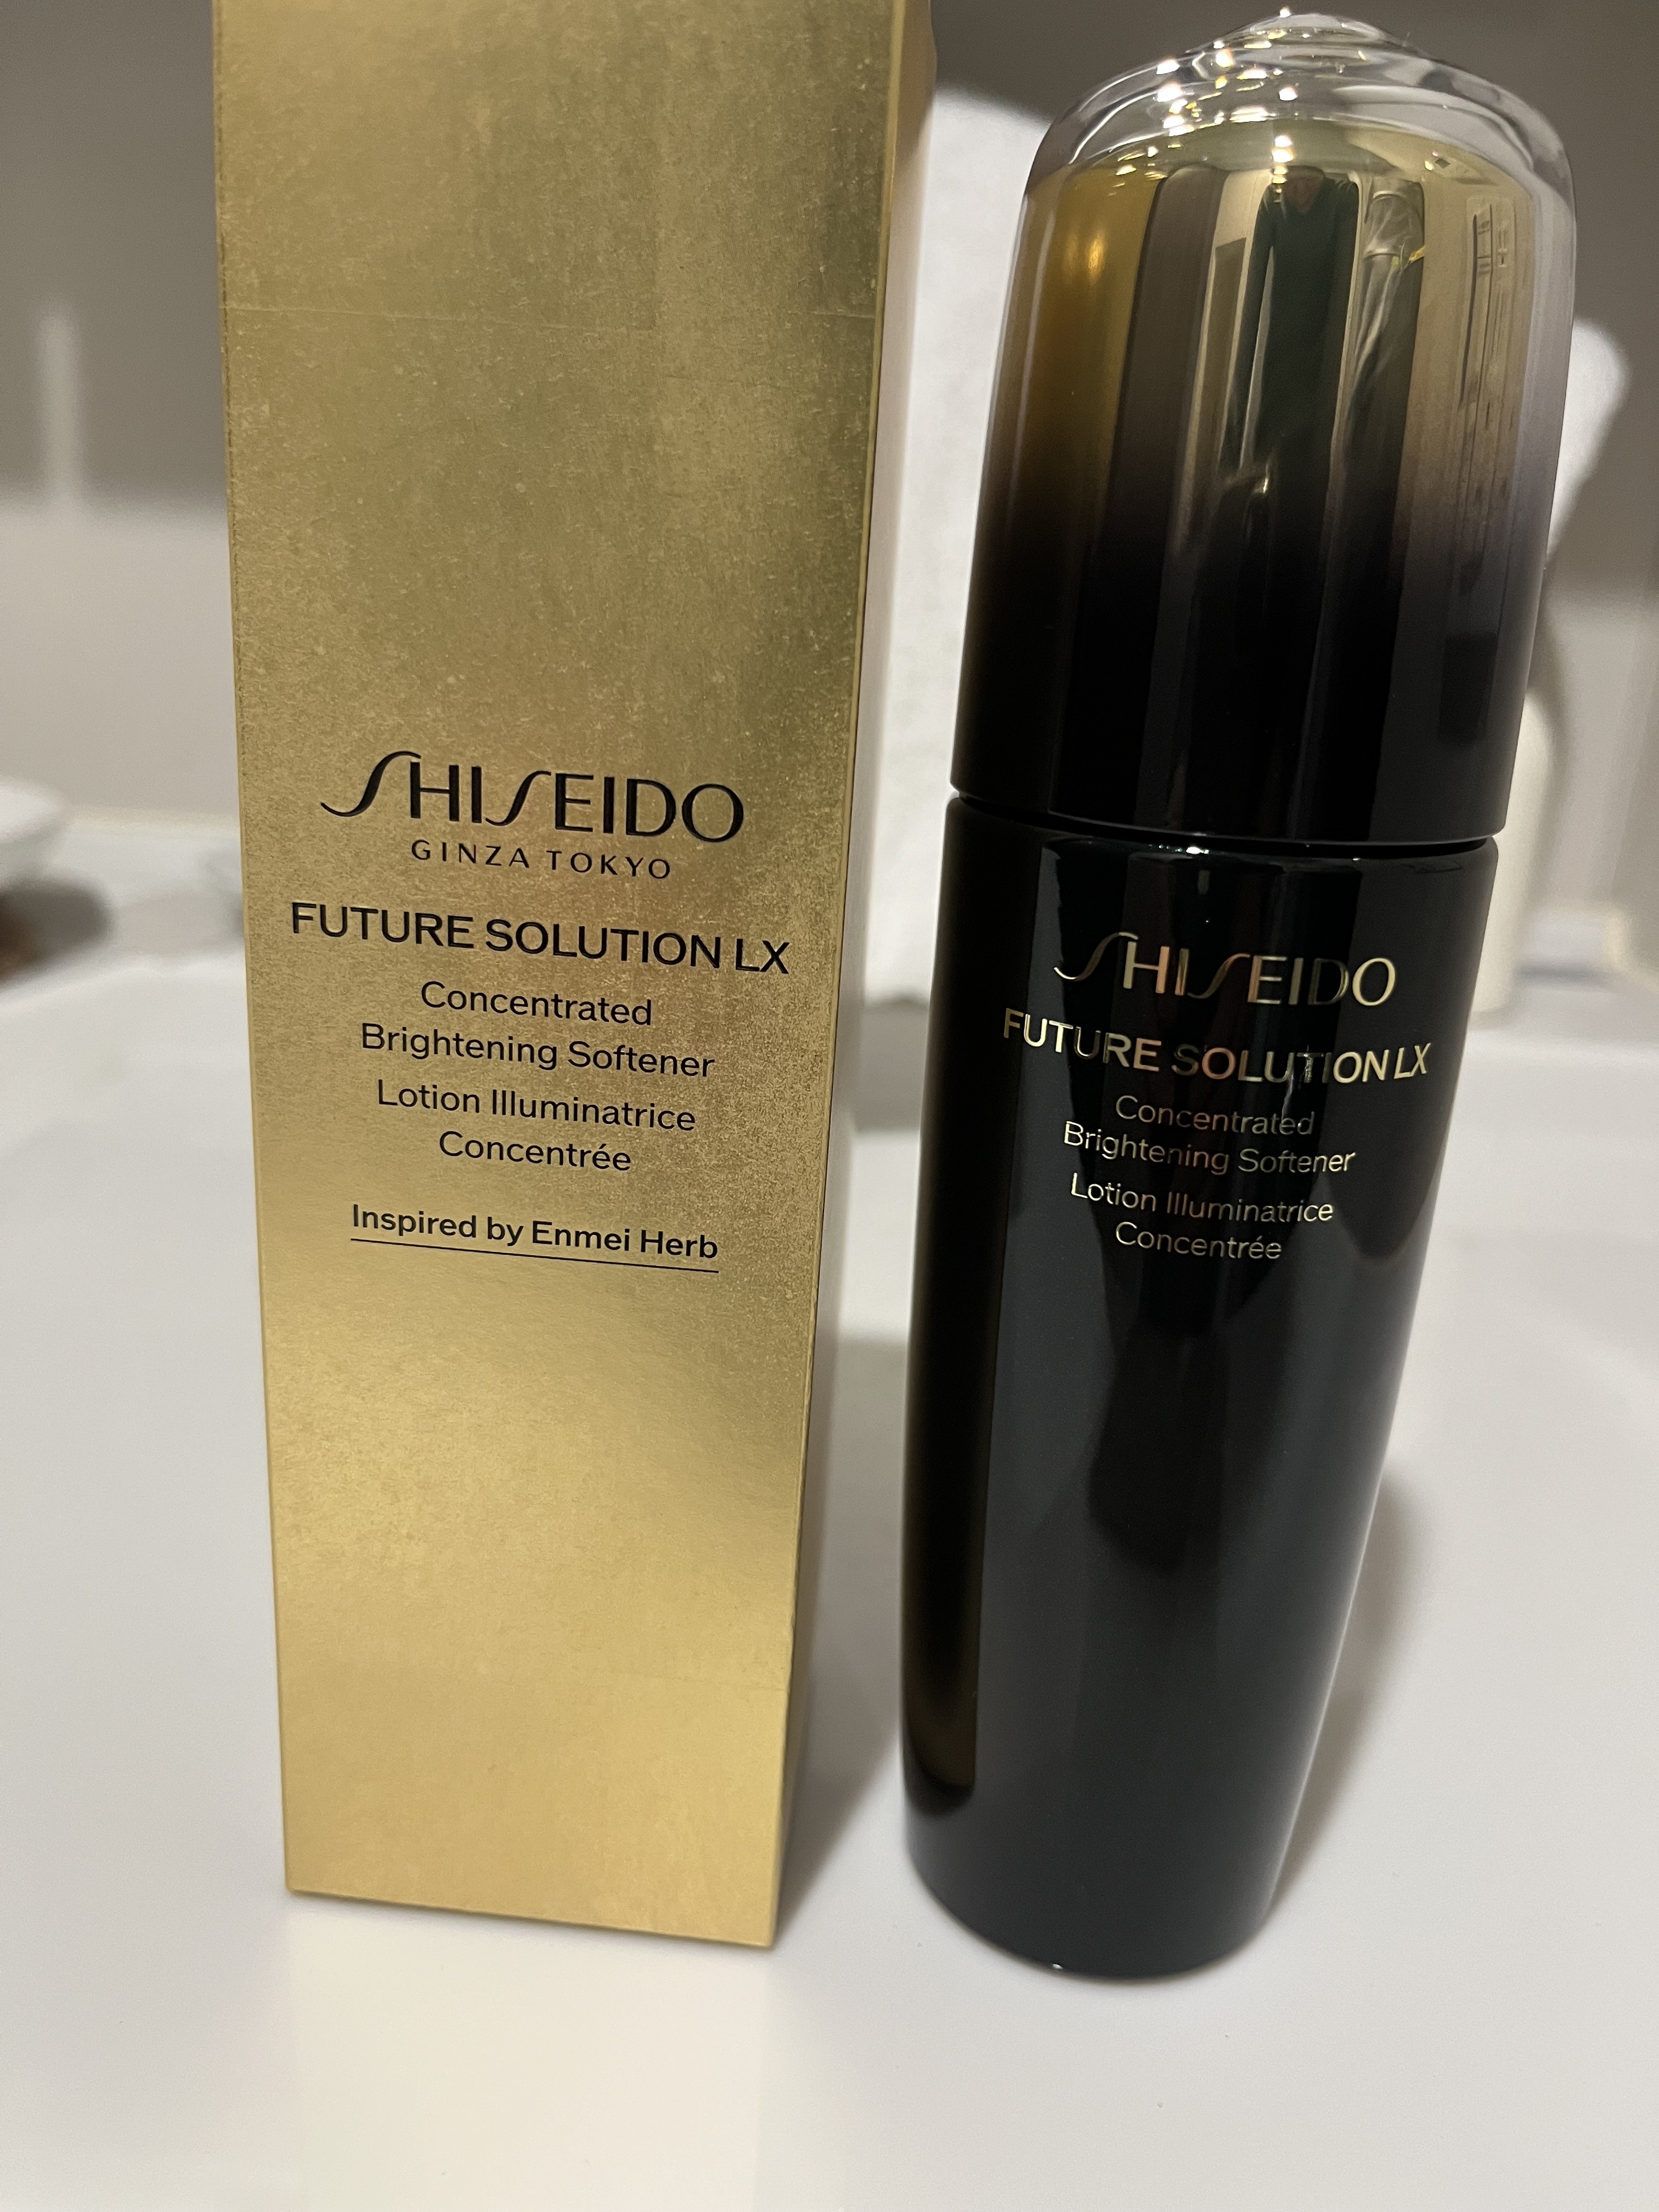 SHISEIDO
GINZA TOKYO
FUTURE SOLUTION LX
Concentrated
Brightening Softener
Lotion Illuminatrice
Concentrée
Inspired by Enmei Herb
SHISEIDO
FUTURE SOLUTION LX
Concentrated
Brightening Softener
Lotion Illuminatrice
Concentrée